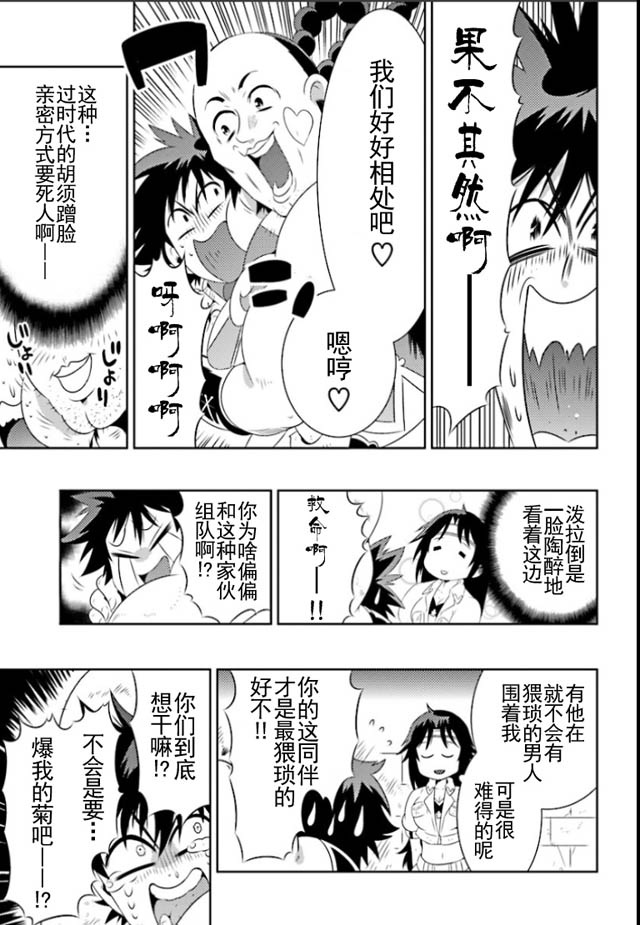 果不其然啊——
我们好好相处吧♡
嗯哼♡
呀啊啊啊
这种…
过时代的胡须蹭脸
亲密方式要死人啊——
じょり
じょり
泼拉倒是
一脸陶醉地
看着这边
救命啊——!!
你为啥偏偏
和这种家伙
组队啊!?
有他在
就不会有
猥琐的男人
围着我
可是很
难得的呢
你的这同伴
才是最猥琐的
好不!!
你们到底
想干嘛!?
不会是要…
爆我的菊吧——!?